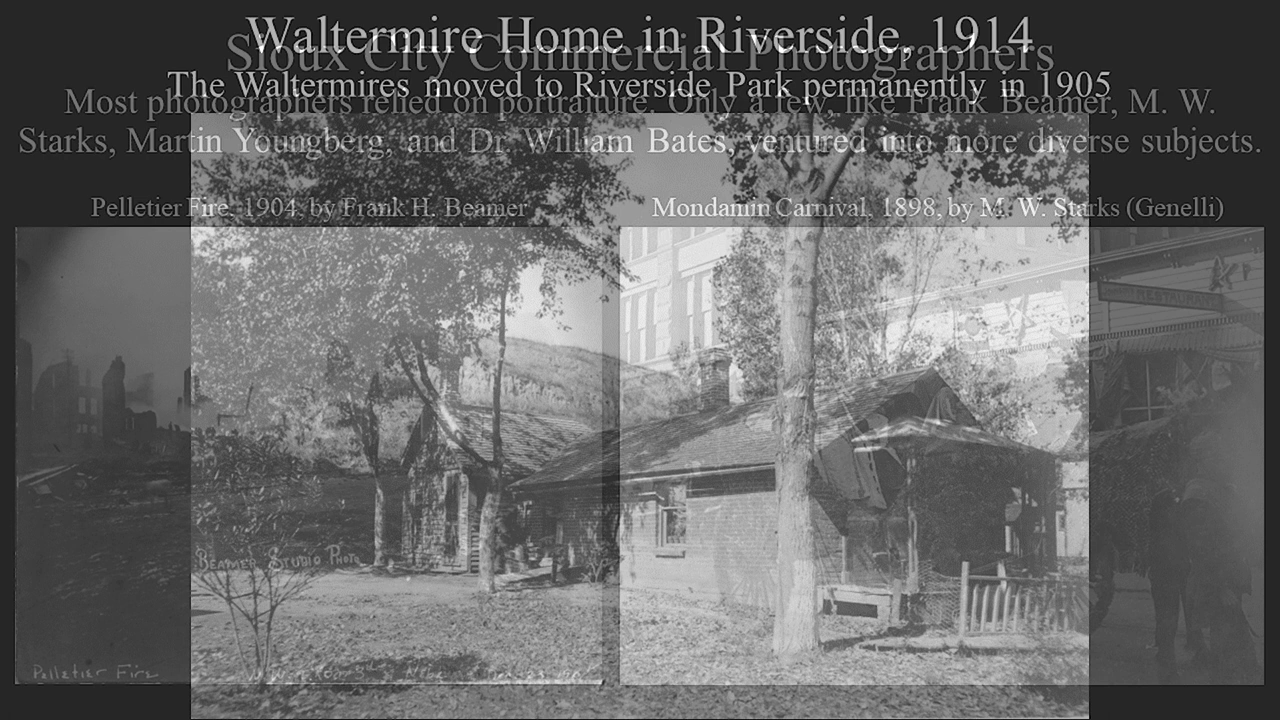 Waltermire Home in Riverside, 1914
Sioux City Commercial Photographers
The Waltermires moved to Riverside Park permanently in 1905
Most photographers relied on portraiture. Only a few, like Frank Beamer, M. W.
Starks, Martin Youngberg, and Dr. William Bates, ventured into more diverse subjects.
Pelletier Fire, 1904, by Frank H. Beamer
Mondamin Carnival, 1898, by M. W. Starks (Genelli)
RESTAURANT
BEAMER STUDIO PHOTO
Pelletier Fire